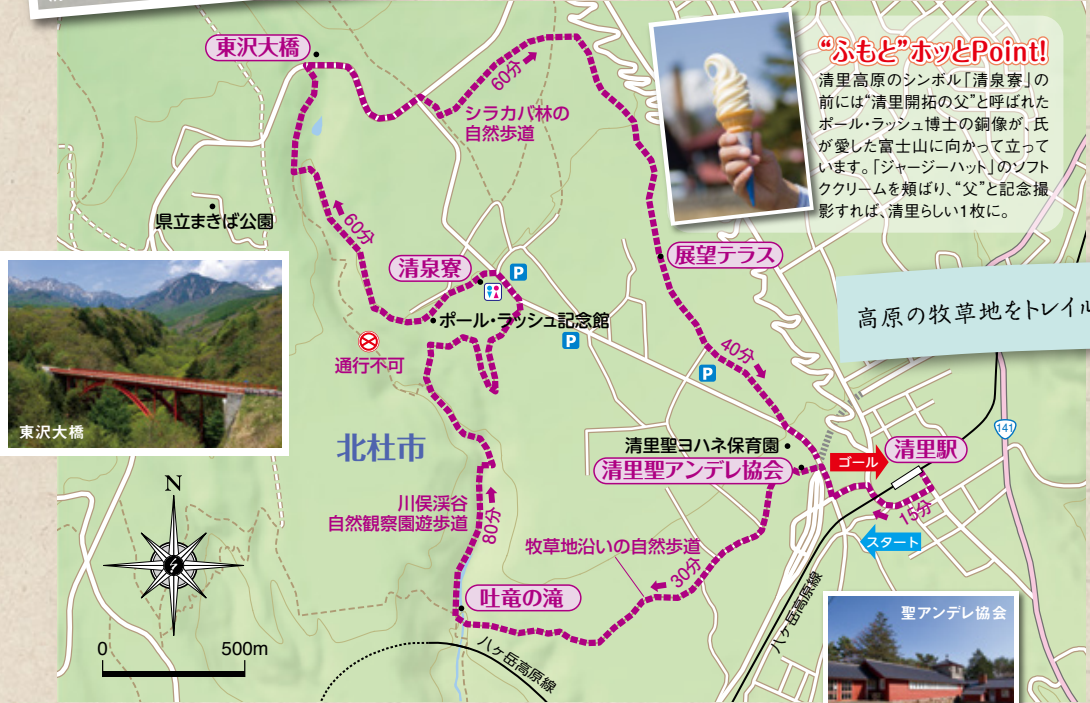 東沢大橋
60分
シラカバ林の
自然歩道
“ふもと”ホッとPoint!
清里高原のシンボル「清泉寮」の
前には“清里開拓の父”と呼ばれた
ポール・ラッシュ博士の銅像が、氏
が愛した富士山に向かって立って
います。「ジャージーハット」のソフト
ククリームを頬ばり、“父”と記念撮
影すれば、清里らしい1枚に。
県立まきば公園
60分
清泉寮
P
展望テラス
ポール・ラッシュ記念館
P
高原の牧草地をトレイル
通行不可
40分
P
東沢大橋
北杜市
141
清里聖ヨハネ保育園
清里駅
ゴール
清里聖アンデレ協会
N
川俣渓谷
自然観察園遊歩道
80分
15分
スタート
牧草地沿いの自然歩道
30分
吐竜の滝
八ヶ岳高原線
八ヶ岳高原線
聖アンデレ協会
0
500m